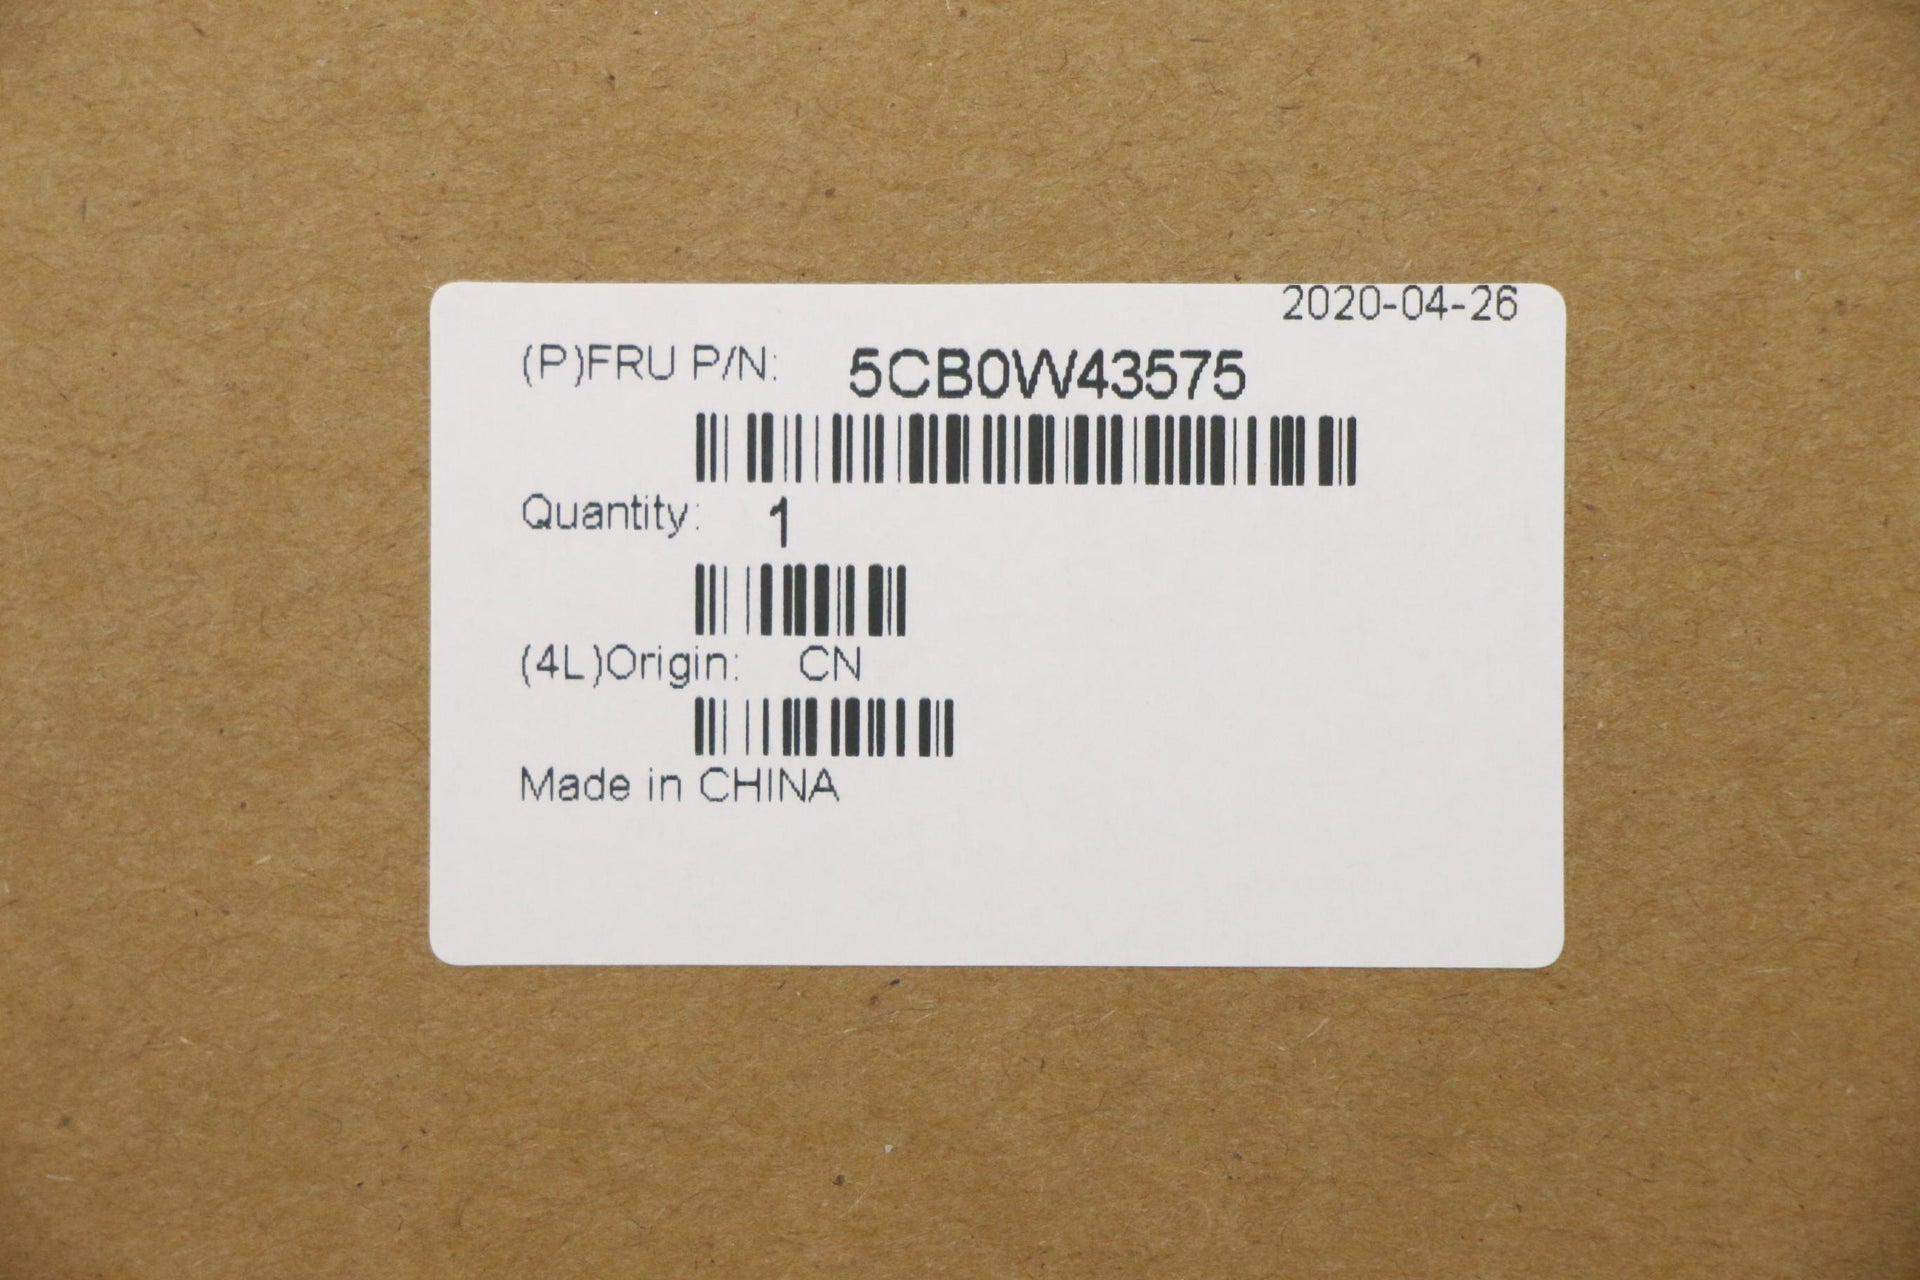 2020-04-26
(P)FRU P/N: 5CB0W43575
Quantity: 1
(4L)Origin: CN
Made in CHINA